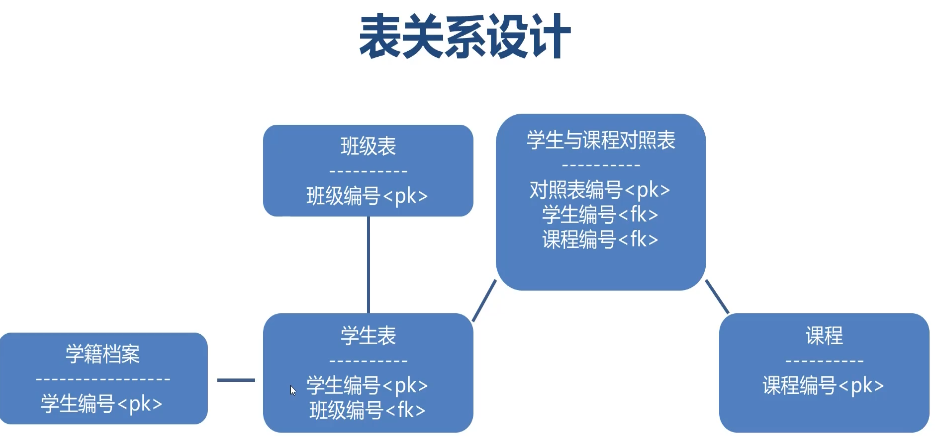 表关系设计
班级表
----------
班级编号<pk>
学生与课程对照表
----------
对照表编号<pk>
学生编号<fk>
课程编号<fk>
学籍档案
-----------------
学生编号<pk>
学生表
----------
学生编号<pk>
班级编号<fk>
课程
----------
课程编号<pk>